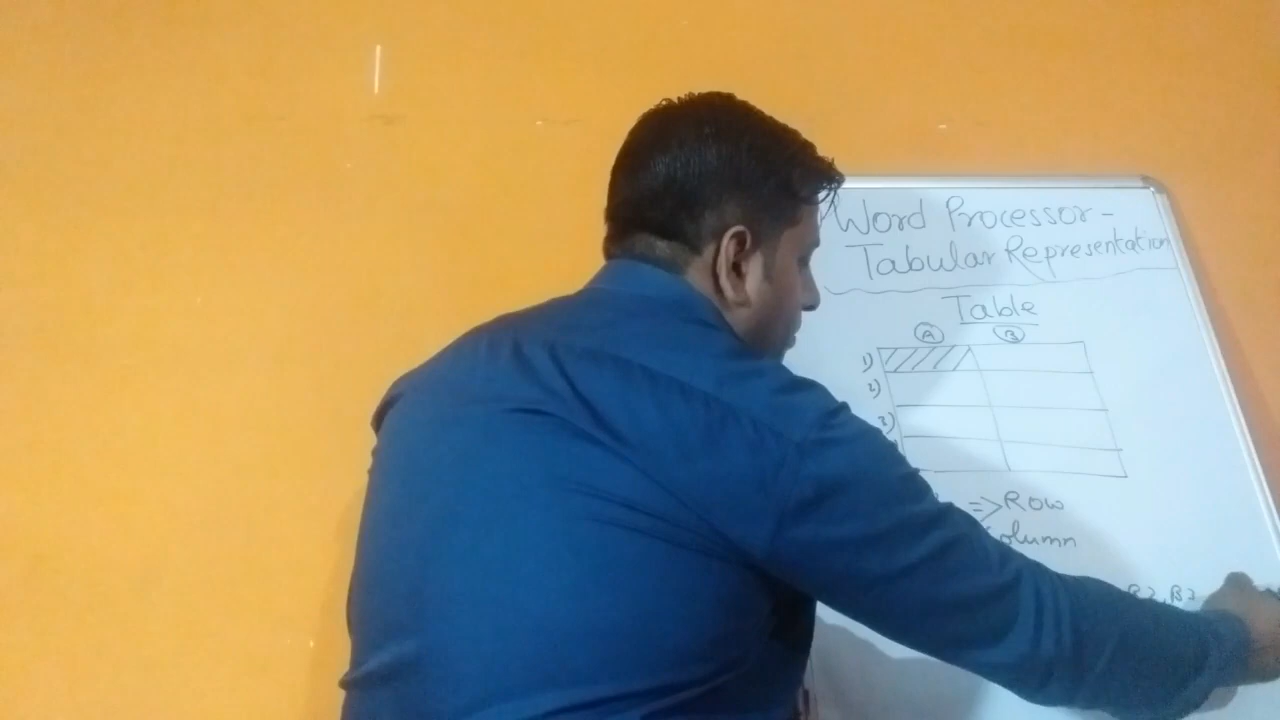 Word Processor -
Tabular Representation
Table
A B
1)
2)
3)
=> Row
Column
B2, B3